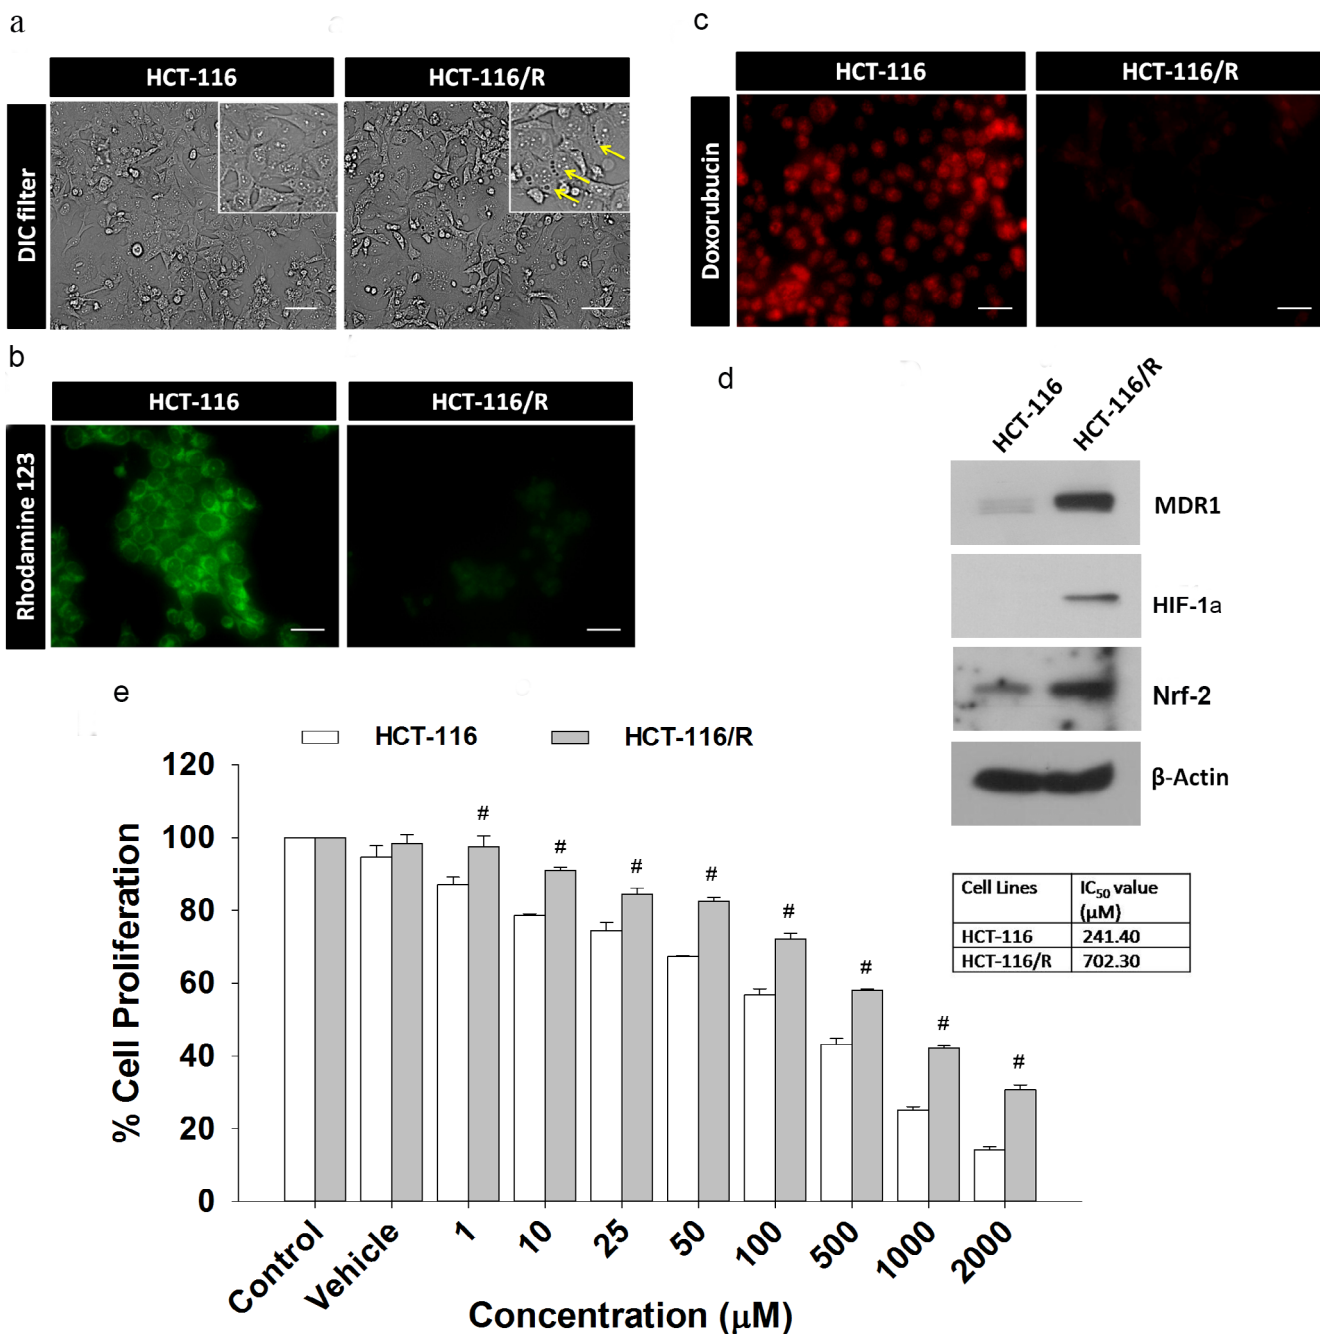 a
HCT-116
HCT-116/R
DIC filter
b
HCT-116
HCT-116/R
Rhodamine 123
c
HCT-116
HCT-116/R
Doxorubucin
d
HCT-116
HCT-116/R
MDR1
HIF-1a
Nrf-2
β-Actin
Cell Lines
IC50 value
(μM)
HCT-116
241.40
HCT-116/R
702.30
e
HCT-116
HCT-116/R
% Cell Proliferation
120
100
80
60
40
20
0
# # # # # # # #
Control Vehicle 1 10 25 50 100 500 1000 2000
Concentration (μM)